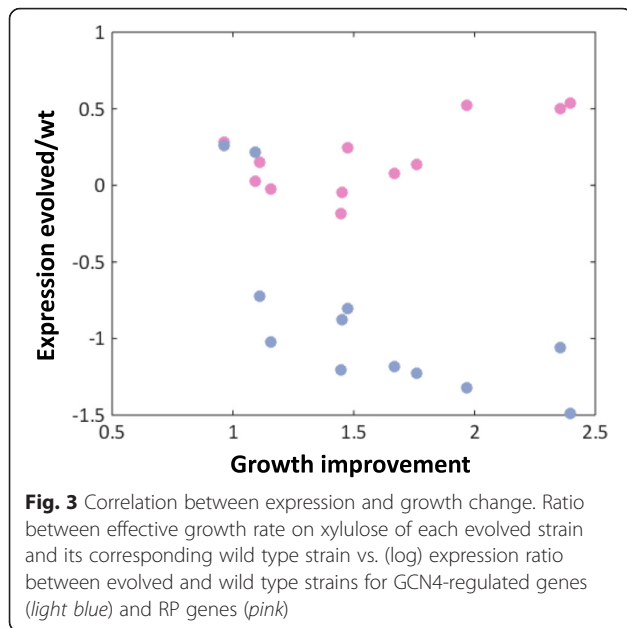 1
0.5
0
-0.5
-1
-1.5
Expression evolved/wt
0.5
1
1.5
2
2.5
Growth improvement
Fig. 3 Correlation between expression and growth change. Ratio
between effective growth rate on xylulose of each evolved strain
and its corresponding wild type strain vs. (log) expression ratio
between evolved and wild type strains for GCN4-regulated genes
(light blue) and RP genes (pink)